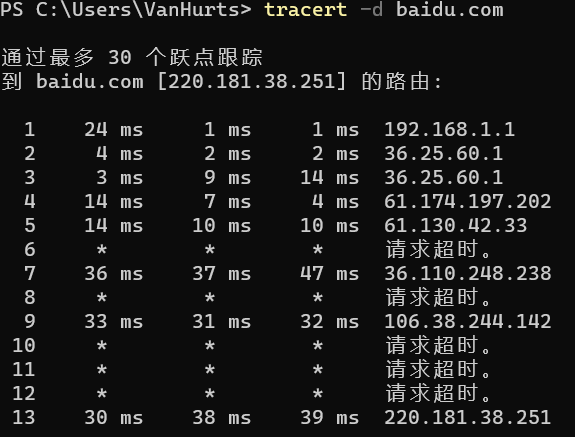 PS C:\Users\VanHurts> tracert -d baidu.com
通过最多 30 个跃点跟踪
到 baidu.com [220.181.38.251] 的路由:
1 24 ms 1 ms 1 ms 192.168.1.1
2 4 ms 2 ms 2 ms 36.25.60.1
3 3 ms 9 ms 14 ms 36.25.60.1
4 14 ms 7 ms 4 ms 61.174.197.202
5 14 ms 10 ms 10 ms 61.130.42.33
6 * * * 请求超时。
7 36 ms 37 ms 47 ms 36.110.248.238
8 * * * 请求超时。
9 33 ms 31 ms 32 ms 106.38.244.142
10 * * * 请求超时。
11 * * * 请求超时。
12 * * * 请求超时。
13 30 ms 38 ms 39 ms 220.181.38.251